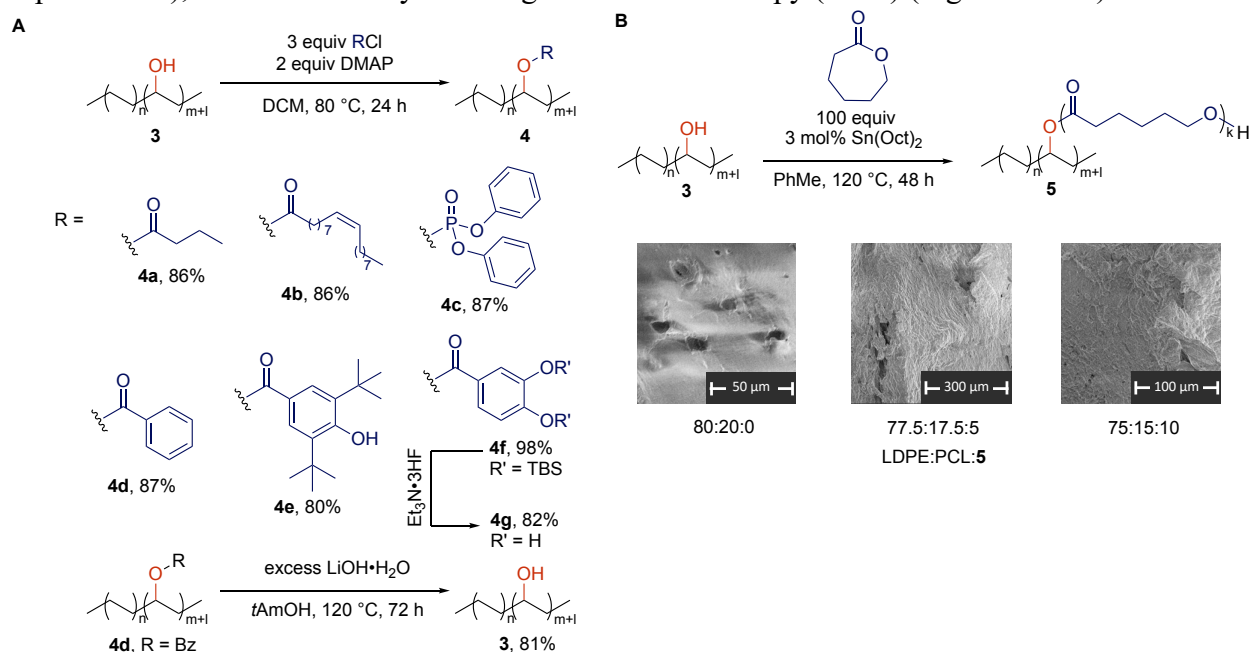 A
OH
n
m+l
3
3 equiv RCl
2 equiv DMAP
DCM, 80 °C, 24 h
O
R
n
m+l
4
R =
O
4a, 86%
O
7
7
4b, 86%
O
P
O
O
4c, 87%
O
4d, 87%
O
OH
4e, 80%
O
OR'
OR'
4f, 98%
R' = TBS
Et3N•3HF
4g, 82%
R' = H
O
R
n
m+l
4d, R = Bz
excess LiOH•H2O
tAmOH, 120 °C, 72 h
OH
n
m+l
3, 81%
B
OH
n
m+l
3
O
O
100 equiv
3 mol% Sn(Oct)2
PhMe, 120 °C, 48 h
O
O
O
k
H
n
m+l
5
50 µm
300 µm
100 µm
80:20:0
77.5:17.5:5
75:15:10
LDPE:PCL:5